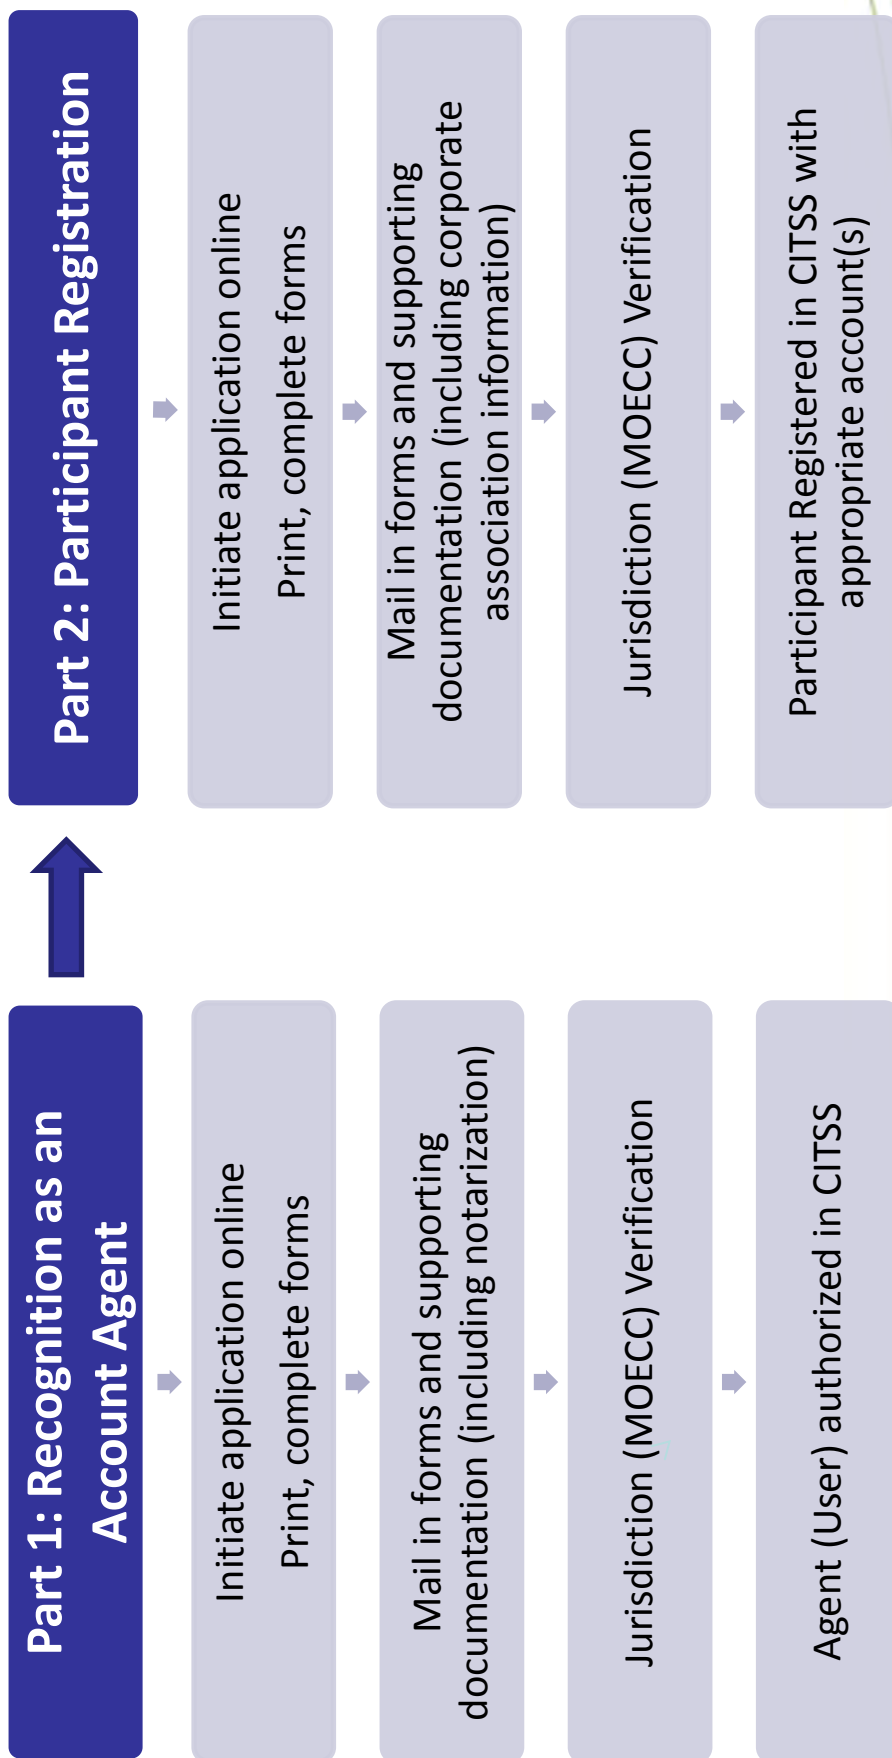 Part 1: Recognition as an
Account Agent
Initiate application online
Print, complete forms
Mail in forms and supporting
documentation (including notarization)
Jurisdiction (MOECC) Verification
Agent (User) authorized in CITSS
Part 2: Participant Registration
Initiate application online
Print, complete forms
Mail in forms and supporting
documentation (including corporate
association information)
Jurisdiction (MOECC) Verification
Participant Registered in CITSS with
appropriate account(s)